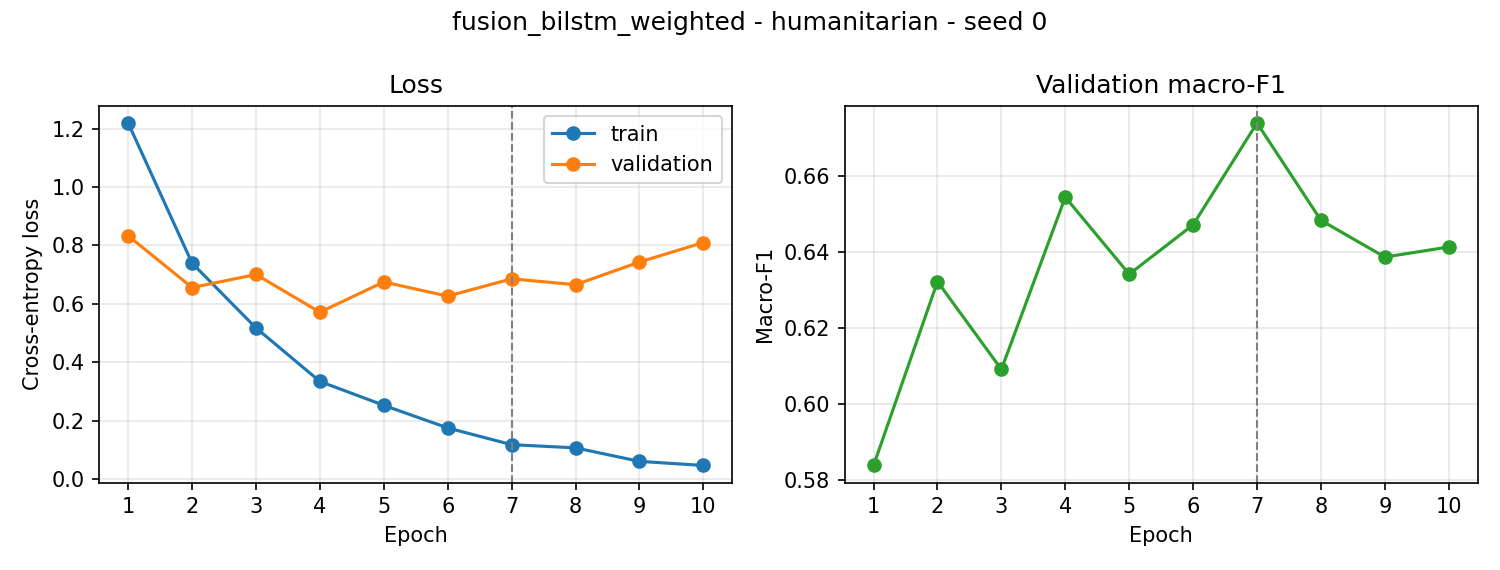 fusion_bilstm_weighted - humanitarian - seed 0
Loss
Cross-entropy loss
1.2
1.0
0.8
0.6
0.4
0.2
0.0
train
validation
1 2 3 4 5 6 7 8 9 10
Epoch
Validation macro-F1
Macro-F1
0.66
0.64
0.62
0.60
0.58
1 2 3 4 5 6 7 8 9 10
Epoch